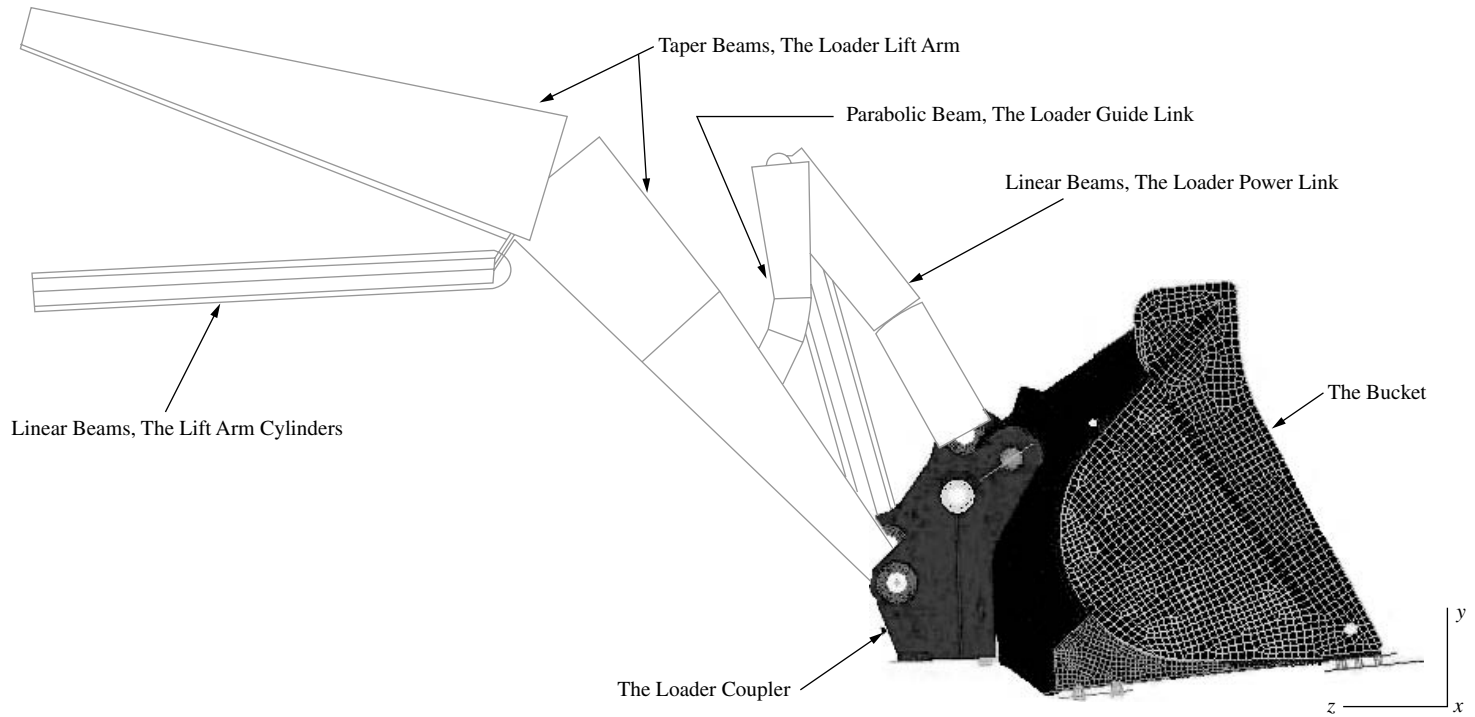 Taper Beams, The Loader Lift Arm
Parabolic Beam, The Loader Guide Link
Linear Beams, The Loader Power Link
The Bucket
Linear Beams, The Lift Arm Cylinders
The Loader Coupler
y
z
x